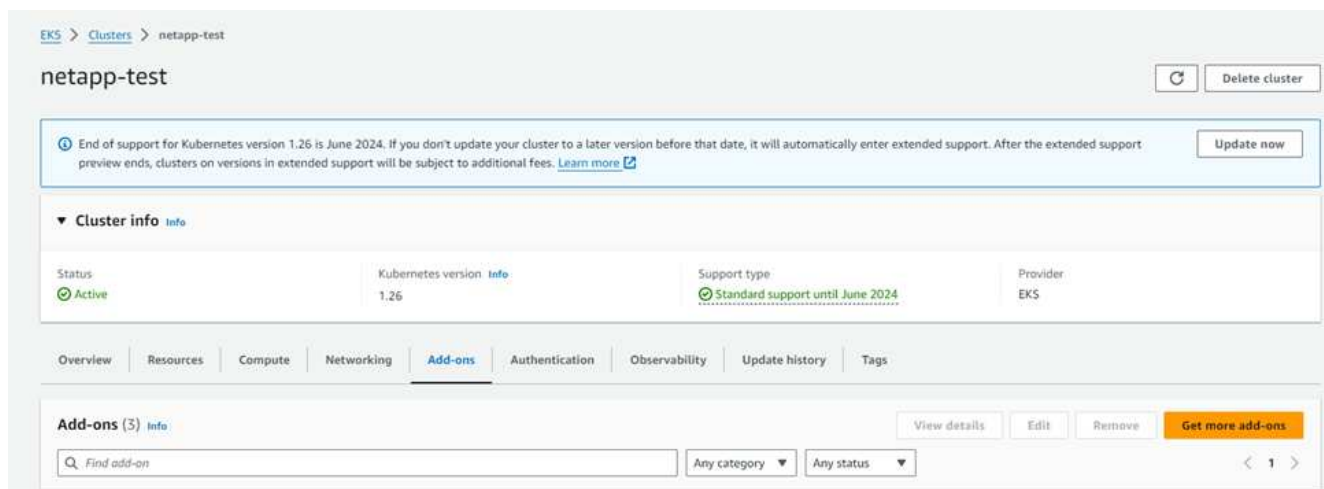 EKS > Clusters > netapp-test
netapp-test
Delete cluster
End of support for Kubernetes version 1.26 is June 2024. If you don't update your cluster to a later version before that date, it will automatically enter extended support. After the extended support
preview ends, clusters on versions in extended support will be subject to additional fees. Learn more
Update now
Cluster info Info
Status
Active
Kubernetes version Info
1.26
Support type
Standard support until June 2024
Provider
EKS
Overview Resources Compute Networking Add-ons Authentication Observability Update history Tags
Add-ons (3) Info
View details Edit Remove Get more add-ons
Find add-on
Any category Any status
< 1 >